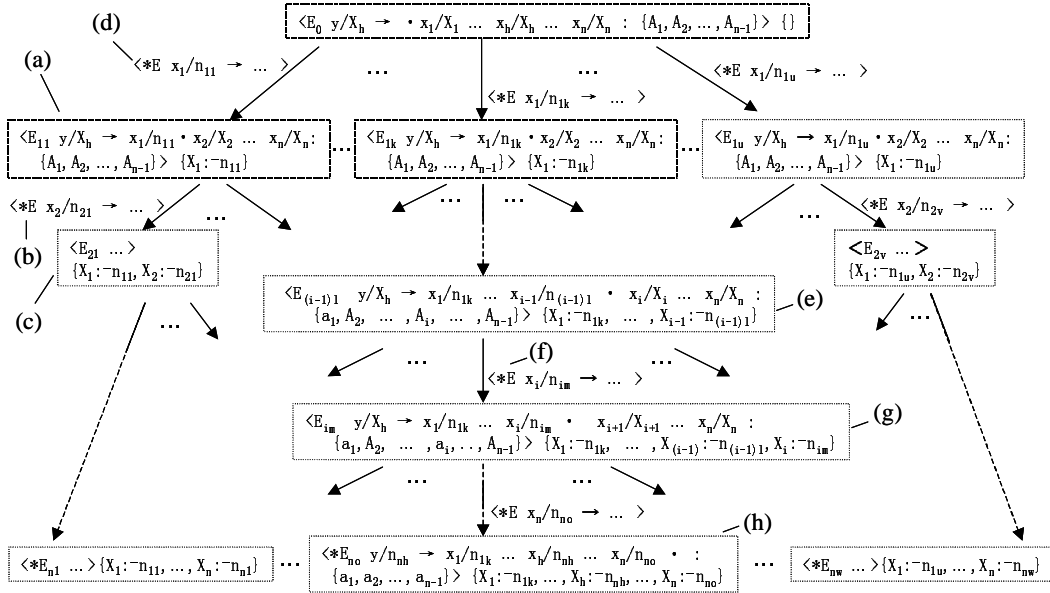 (d)
<E₀ y/Xₕ → · x₁/X₁ ... xₕ/Xₕ ... xₙ/Xₙ : {A₁, A₂, ..., Aₙ₋₁}> {}
(a)
<*E x₁/n₁₁ → ... >
...
...
<*E x₁/n₁ᵤ → ... >
<*E x₁/n₁ₖ → ... >
<E₁₁ y/Xₕ → x₁/n₁₁ · x₂/X₂ ... xₙ/Xₙ:
{A₁, A₂, ..., Aₙ₋₁}> {X₁:¬n₁₁}
...
<E₁ₖ y/Xₕ → x₁/n₁ₖ · x₂/X₂ ... xₙ/Xₙ:
{A₁, A₂, ..., Aₙ₋₁}> {X₁:¬n₁ₖ}
...
<E₁ᵤ y/Xₕ → x₁/n₁ᵤ · x₂/X₂ ... xₙ/Xₙ:
{A₁, A₂, ..., Aₙ₋₁}> {X₁:¬n₁ᵤ}
<*E x₂/n₂₁ → ... >
...
...
...
...
<*E x₂/n₂ᵥ → ... >
(b)
<E₂₁ ...>
{X₁:¬n₁₁, X₂:¬n₂₁}
<E₂ᵥ ...>
{X₁:¬n₁ᵤ, X₂:¬n₂ᵥ}
(c)
<E₍ᵢ₋₁₎ₗ y/Xₕ → x₁/n₁ₖ ... xᵢ₋₁/n₍ᵢ₋₁₎ₗ · xᵢ/Xᵢ ... xₙ/Xₙ :
{a₁, A₂, ... , Aᵢ, ... , Aₙ₋₁}> {X₁:¬n₁ₖ, ... , Xᵢ₋₁:¬n₍ᵢ₋₁₎ₗ}
(e)
...
...
...
...
(f)
<*E xᵢ/nᵢₘ → ... >
<Eᵢₘ y/Xₕ → x₁/n₁ₖ ... xᵢ/nᵢₘ · xᵢ₊₁/Xᵢ₊₁ ... xₙ/Xₙ :
{a₁, A₂, ... , aᵢ, .., Aₙ₋₁}> {X₁:¬n₁ₖ, ... , X₍ᵢ₋₁₎:¬n₍ᵢ₋₁₎ₗ, Xᵢ:¬nᵢₘ}
(g)
...
...
<*E xₙ/nₙₒ → ... >
(h)
<*Eₙ₁ ...>{X₁:¬n₁₁, ..., Xₙ:¬nₙ₁}
...
<*Eₙₒ y/nₙₕ → x₁/n₁ₖ ... xₕ/nₙₕ ... xₙ/nₙₒ · :
{a₁, a₂, ..., aₙ₋₁}> {X₁:¬n₁ₖ, ..., Xₕ:¬nₙₕ, ..., Xₙ:¬nₙₒ}
...
<*Eₙw ...>{X₁:¬n₁ᵤ, ..., Xₙ:¬nₙw}